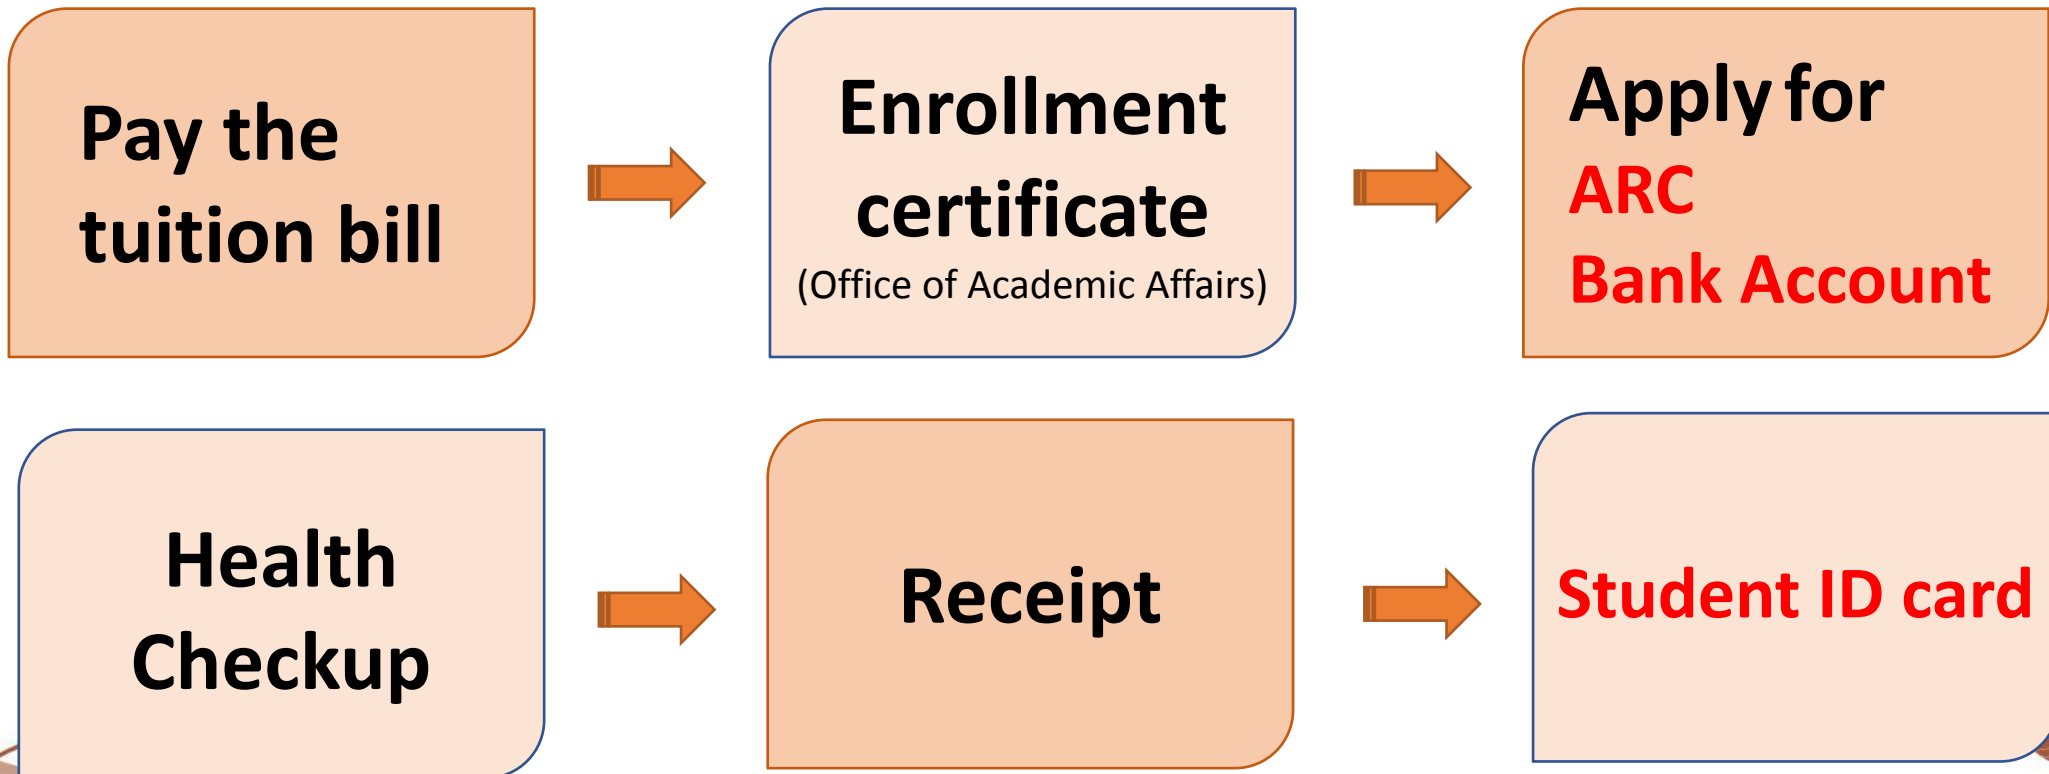 Pay the
tuition bill
Enrollment
certificate
(Office of Academic Affairs)
Apply for
ARC
Bank Account
Health
Checkup
Receipt
Student ID card